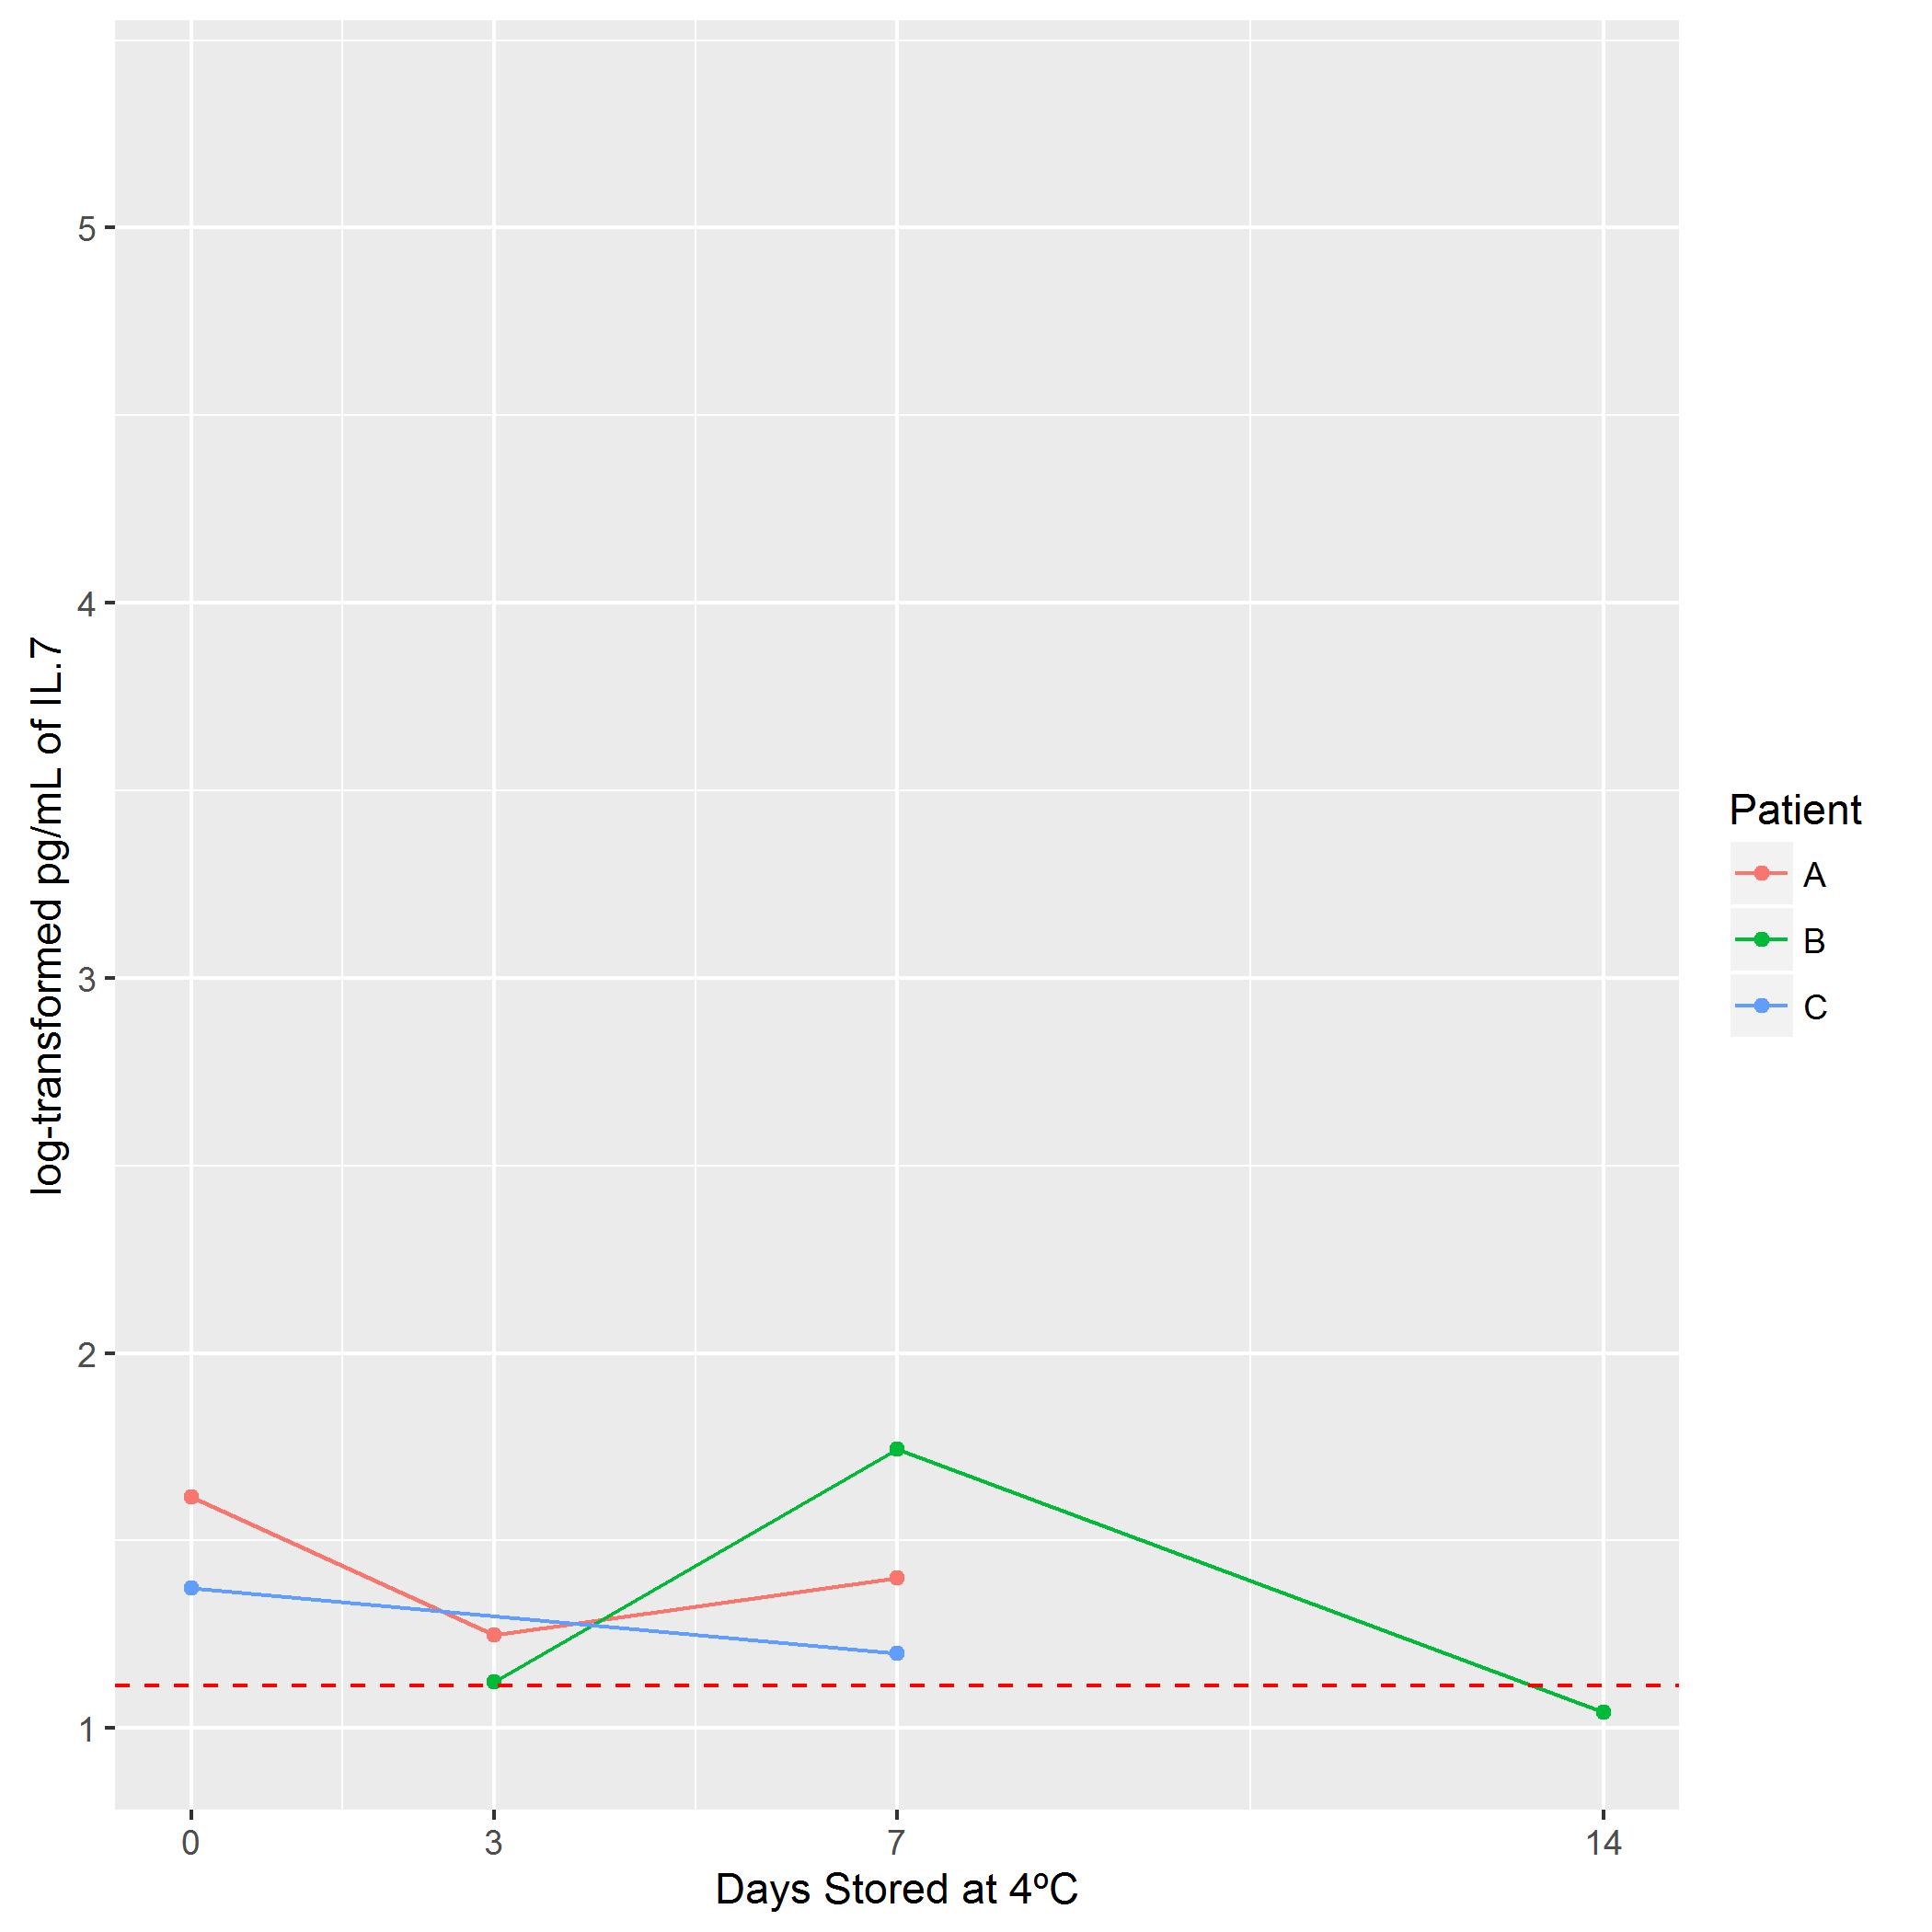 5
4
3
2
1
log-transformed pg/mL of IL.7
0 3 7 14
Days Stored at 4ºC
Patient
A
B
C